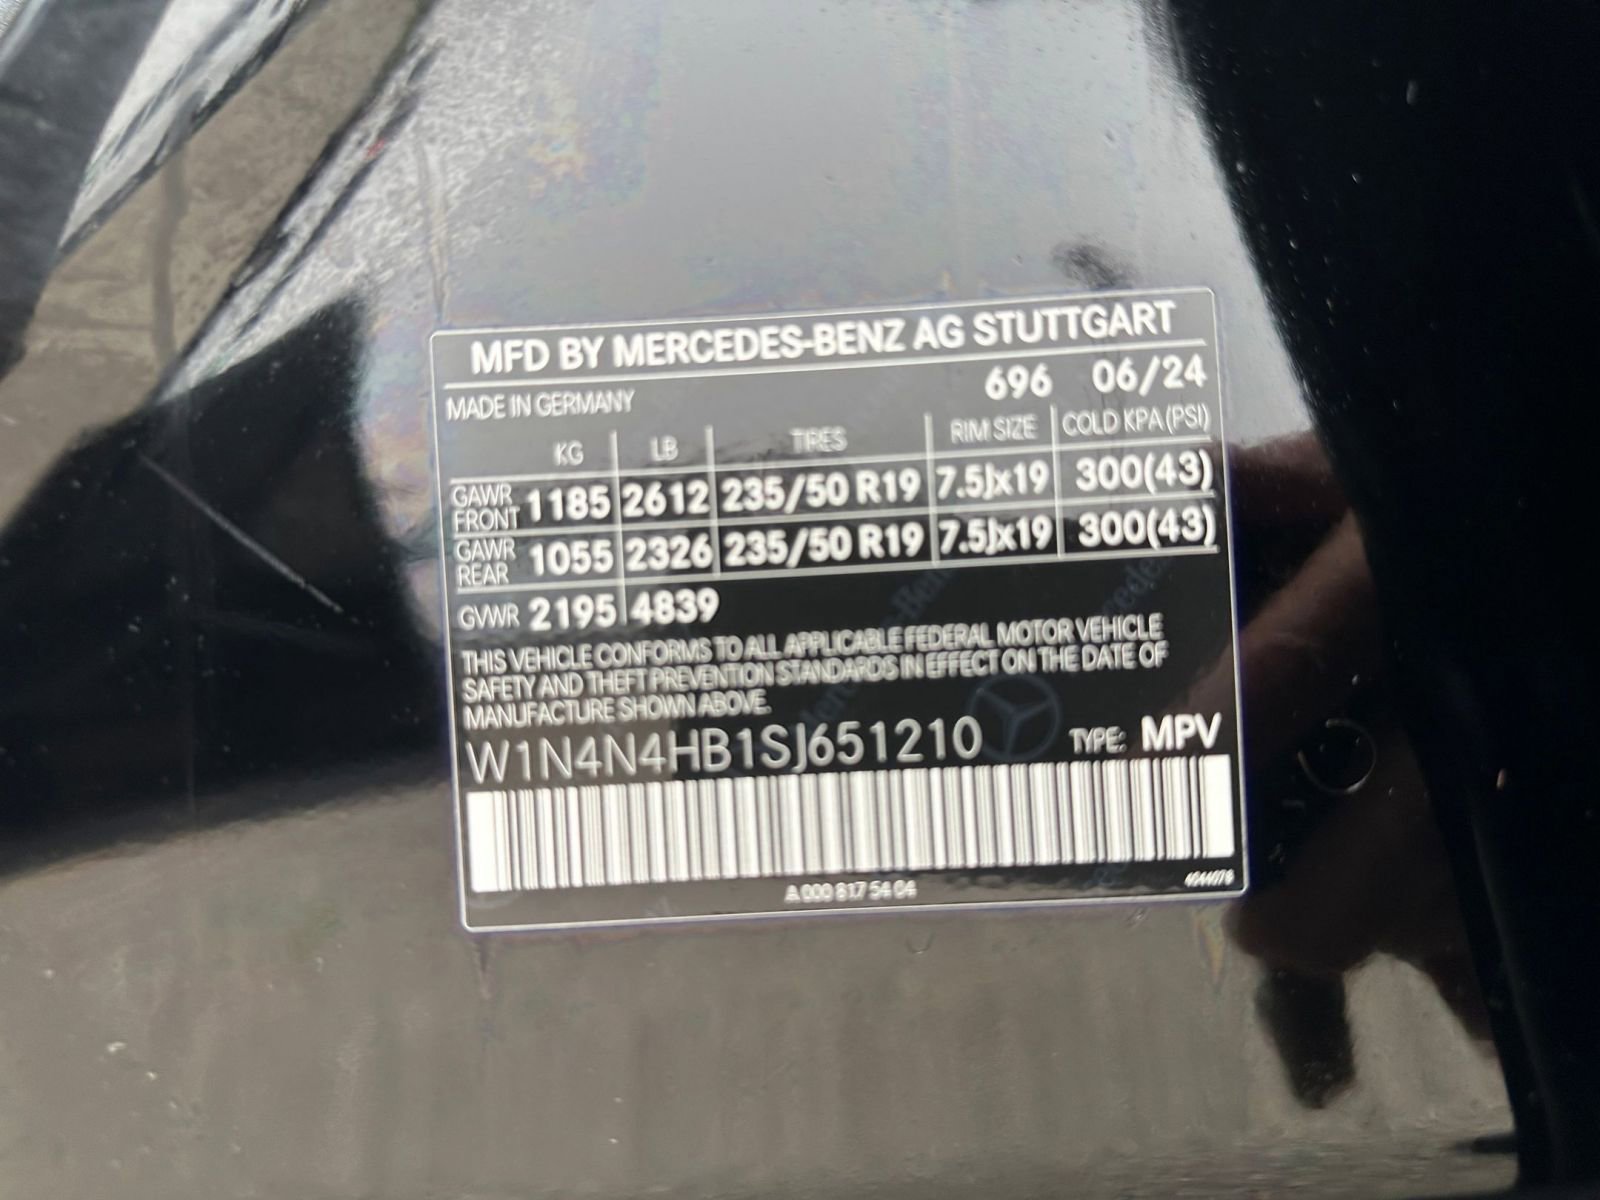 MFD BY MERCEDES-BENZ AG STUTTGART
MADE IN GERMANY 696 06/24
KG LB TIRES RIM SIZE COLD KPA (PSI)
GAWR FRONT 1185 2612 235/50 R19 7.5Jx19 300(43)
GAWR REAR 1055 2326 235/50 R19 7.5Jx19 300(43)
GVWR 2195 4839
THIS VEHICLE CONFORMS TO ALL APPLICABLE FEDERAL MOTOR VEHICLE
SAFETY AND THEFT PREVENTION STANDARDS IN EFFECT ON THE DATE OF
MANUFACTURE SHOWN ABOVE.
W1N4N4HB1SJ651210 TYPE: MPV
A 000 817 54 04